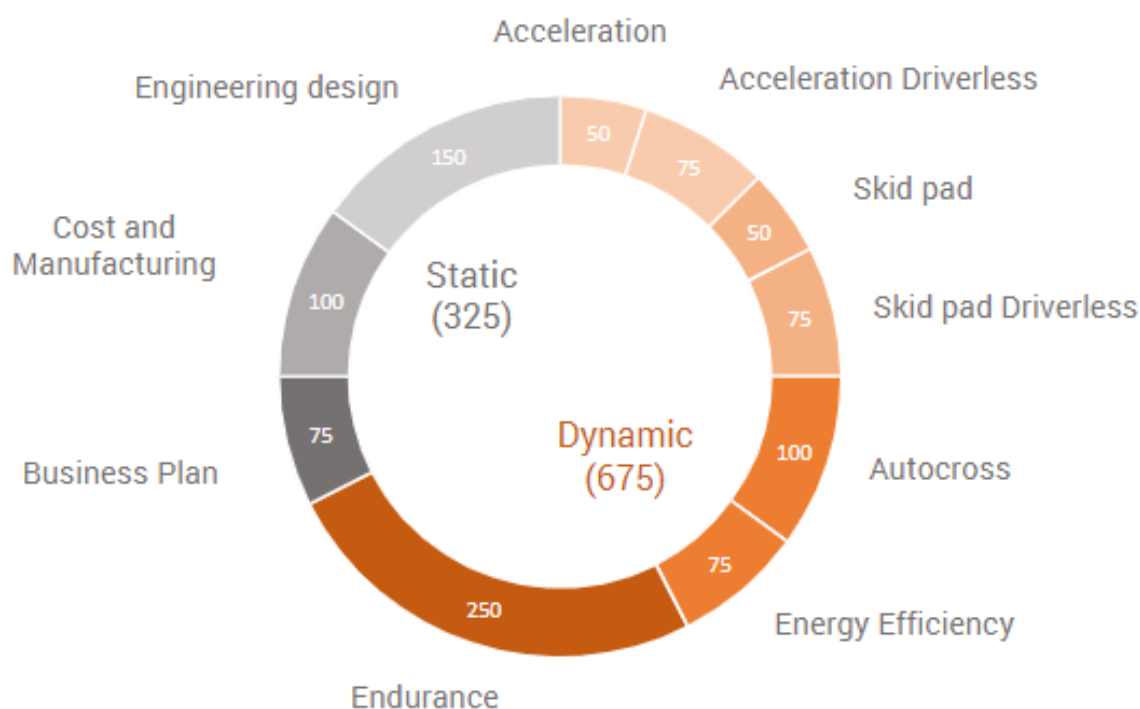 Acceleration
Acceleration Driverless
Engineering design
50
150
75
Skid pad
Cost and
Manufacturing
50
Static
(325)
100
75
Skid pad Driverless
Dynamic
(675)
75
100
Autocross
Business Plan
75
Energy Efficiency
250
Endurance